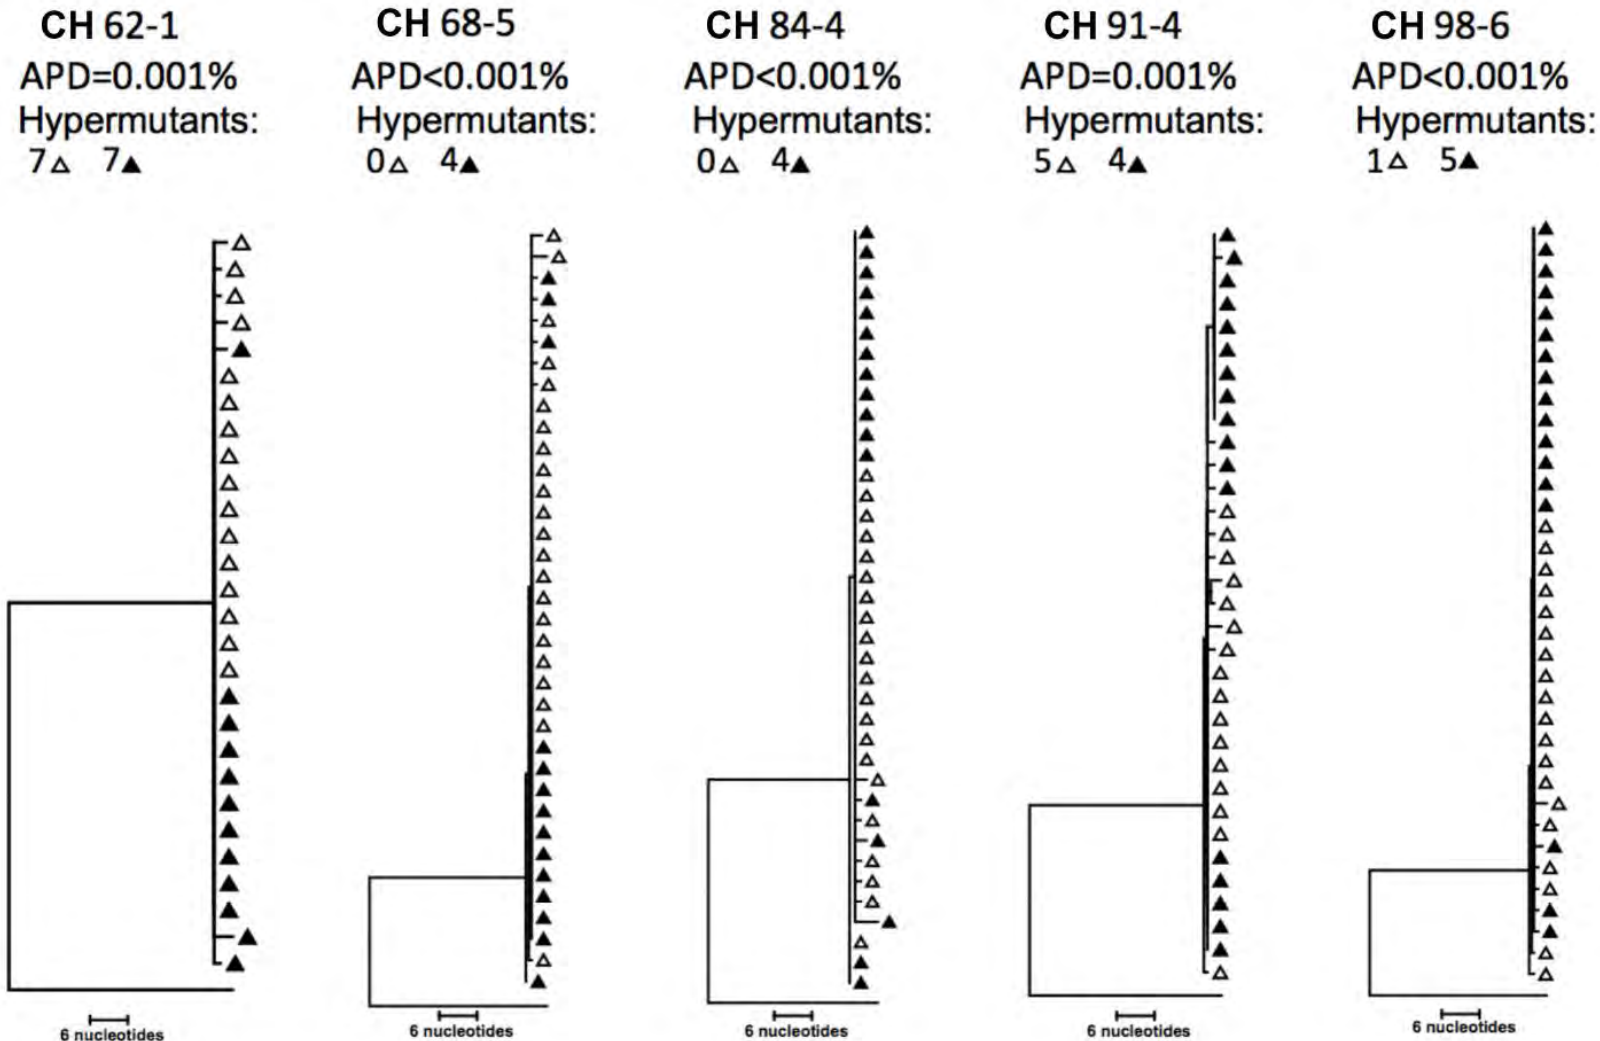 CH 62-1
APD=0.001%
Hypermutants:
7△ 7▲
6 nucleotides
CH 68-5
APD<0.001%
Hypermutants:
0△ 4▲
6 nucleotides
CH 84-4
APD<0.001%
Hypermutants:
0△ 4▲
6 nucleotides
CH 91-4
APD=0.001%
Hypermutants:
5△ 4▲
6 nucleotides
CH 98-6
APD<0.001%
Hypermutants:
1△ 5▲
6 nucleotides